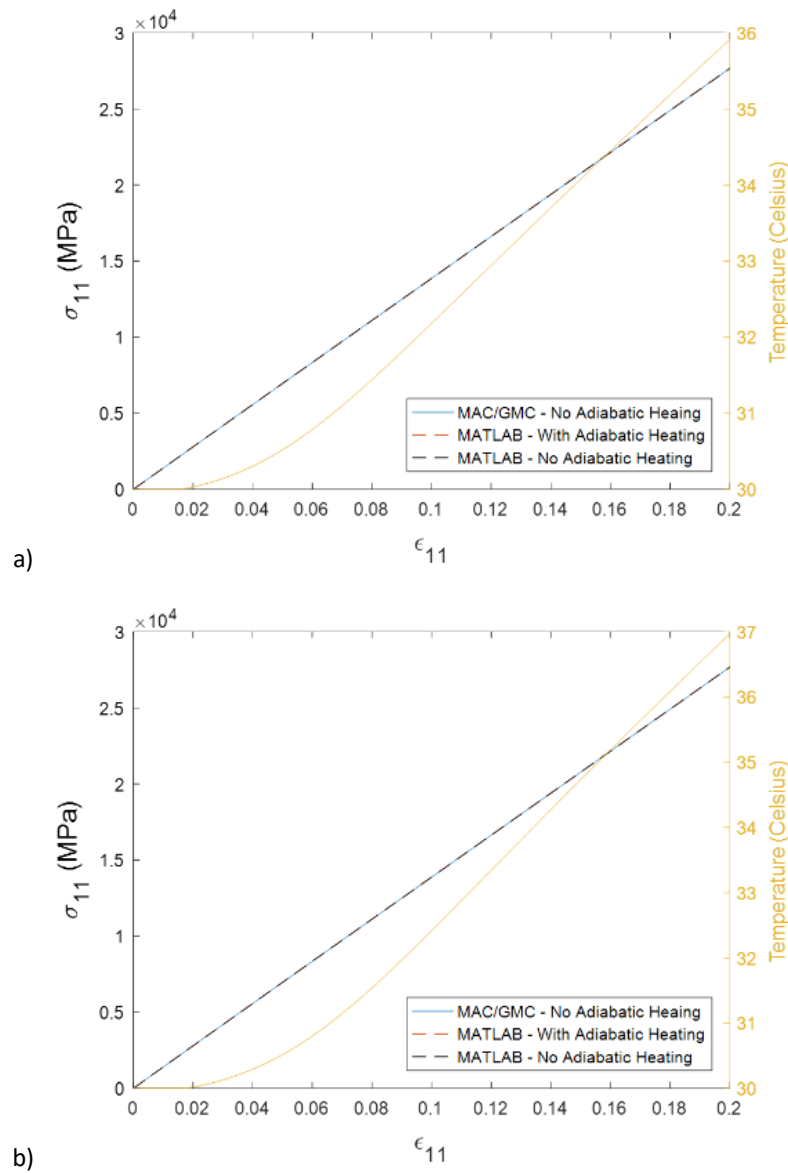 ×10⁴
3
2.5
2
1.5
1
0.5
0
σ₁₁ (MPa)
36
35
34
33
32
31
30
Temperature (Celsius)
MAC/GMC - No Adiabatic Heaing
MATLAB - With Adiabatic Heating
MATLAB - No Adiabatic Heating
0 0.02 0.04 0.06 0.08 0.1 0.12 0.14 0.16 0.18 0.2
ϵ₁₁
a)
×10⁴
3
2.5
2
1.5
1
0.5
0
σ₁₁ (MPa)
37
36
35
34
33
32
31
30
Temperature (Celsius)
MAC/GMC - No Adiabatic Heaing
MATLAB - With Adiabatic Heating
MATLAB - No Adiabatic Heating
0 0.02 0.04 0.06 0.08 0.1 0.12 0.14 0.16 0.18 0.2
ϵ₁₁
b)